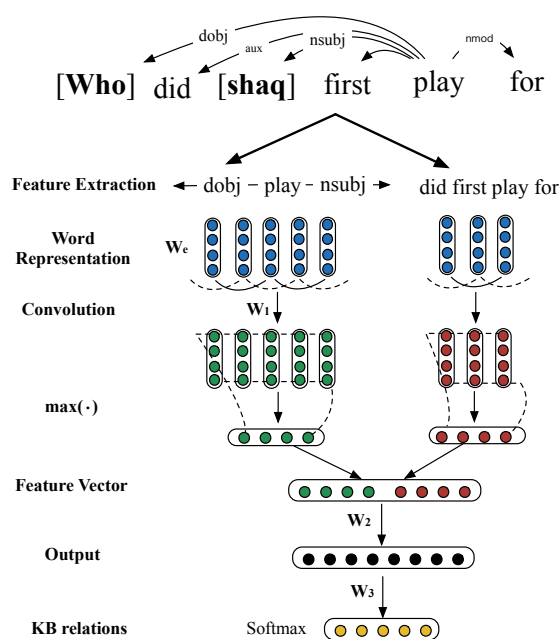 dobj aux nsubj nmod
[Who] did [shaq] first play for
Feature Extraction dobj – play – nsubj did first play for
Word Representation We
Convolution W1
max(·)
Feature Vector
W2
Output
W3
KB relations Softmax